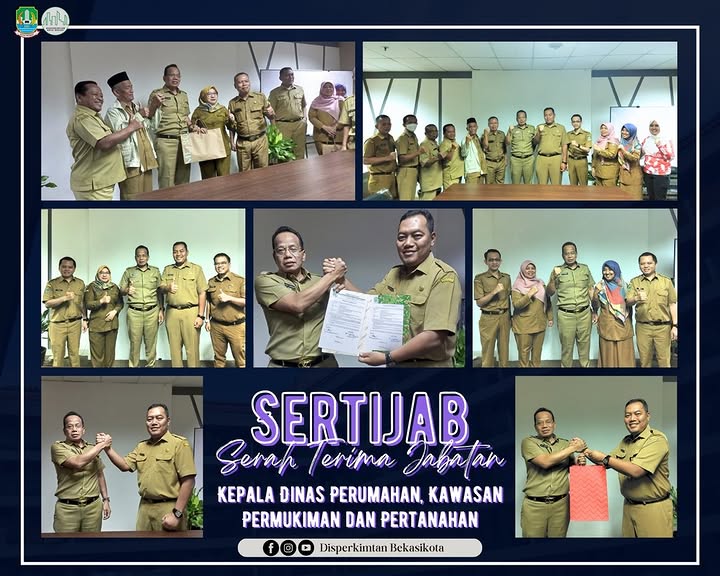 SERTIJAB
Serah Terima Jabatan
KEPALA DINAS PERUMAHAN, KAWASAN
PERMUKIMAN DAN PERTANAHAN
Disperkimtan Bekasikota